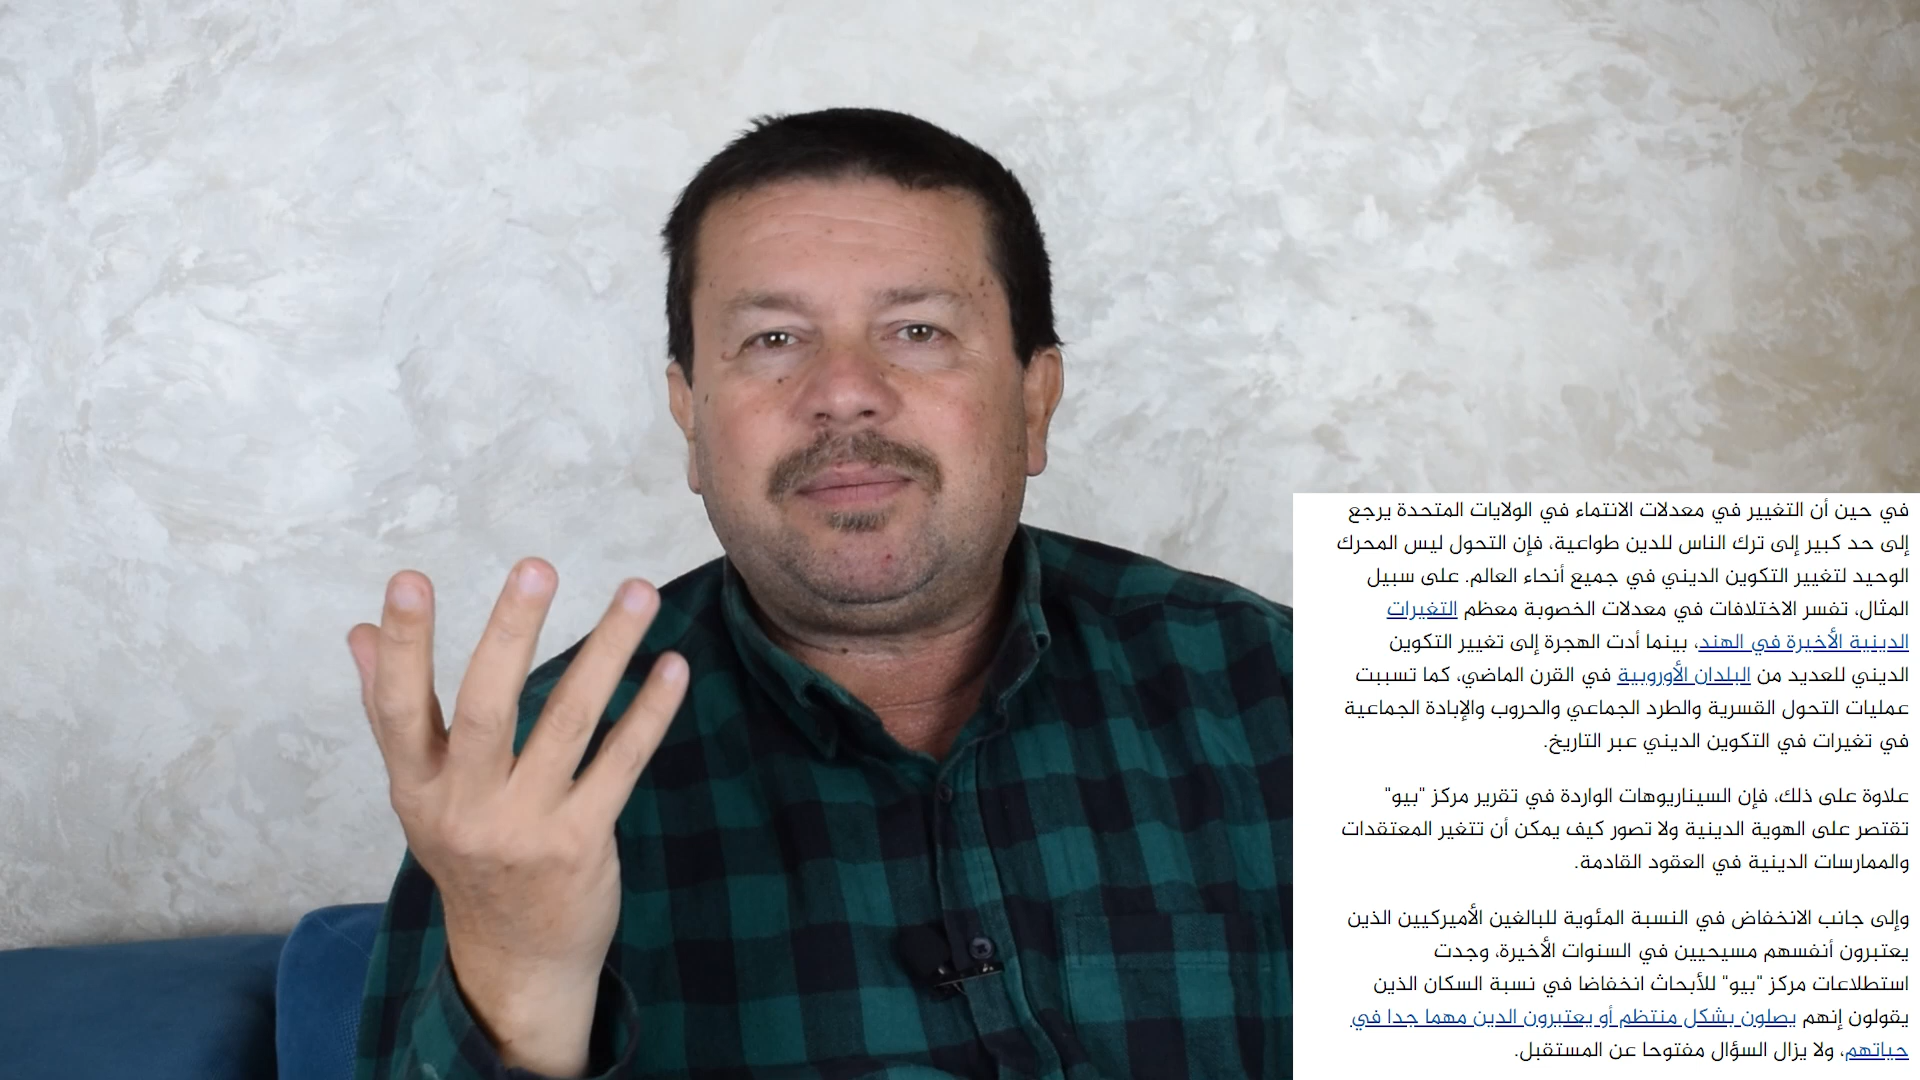 في حين أن التغيير في معدلات الانتماء في الولايات المتحدة يرجع
إلى حد كبير إلى ترك الناس للدين طواعية، فإن التحول ليس المحرك
الوحيد لتغيير التكوين الديني في جميع أنحاء العالم. على سبيل
المثال، تفسر الاختلافات في معدلات الخصوبة معظم التغيرات
الدينية الأخيرة في الهند، بينما أدت الهجرة إلى تغيير التكوين
الديني للعديد من البلدان الأوروبية في القرن الماضي، كما تسببت
عمليات التحول القسرية والطرد الجماعي والحروب والإبادة الجماعية
في تغيرات في التكوين الديني عبر التاريخ.
علاوة على ذلك، فإن السيناريوهات الواردة في تقرير مركز "بيو"
تقتصر على الهوية الدينية ولا تصور كيف يمكن أن تتغير المعتقدات
والممارسات الدينية في العقود القادمة.
وإلى جانب الانخفاض في النسبة المئوية للبالغين الأميركيين الذين
يعتبرون أنفسهم مسيحيين في السنوات الأخيرة، وجدت
استطلاعات مركز "بيو" للأبحاث انخفاضا في نسبة السكان الذين
يقولون إنهم يصلون بشكل منتظم أو يعتبرون الدين مهما جدا في
حياتهم، ولا يزال السؤال مفتوحا عن المستقبل.